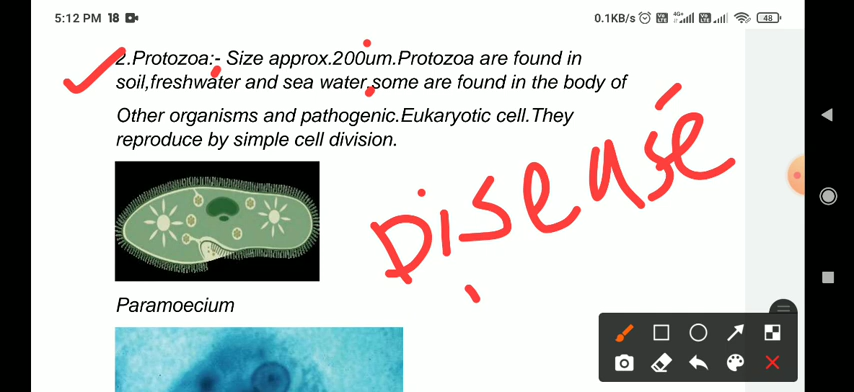 5:12 PM 18 0.1KB/s 4G+ 48
2.Protozoa:- Size approx.200um.Protozoa are found in
soil,freshwater and sea water.some are found in the body of
Other organisms and pathogenic.Eukaryotic cell.They
reproduce by simple cell division.
Disease
Paramoecium